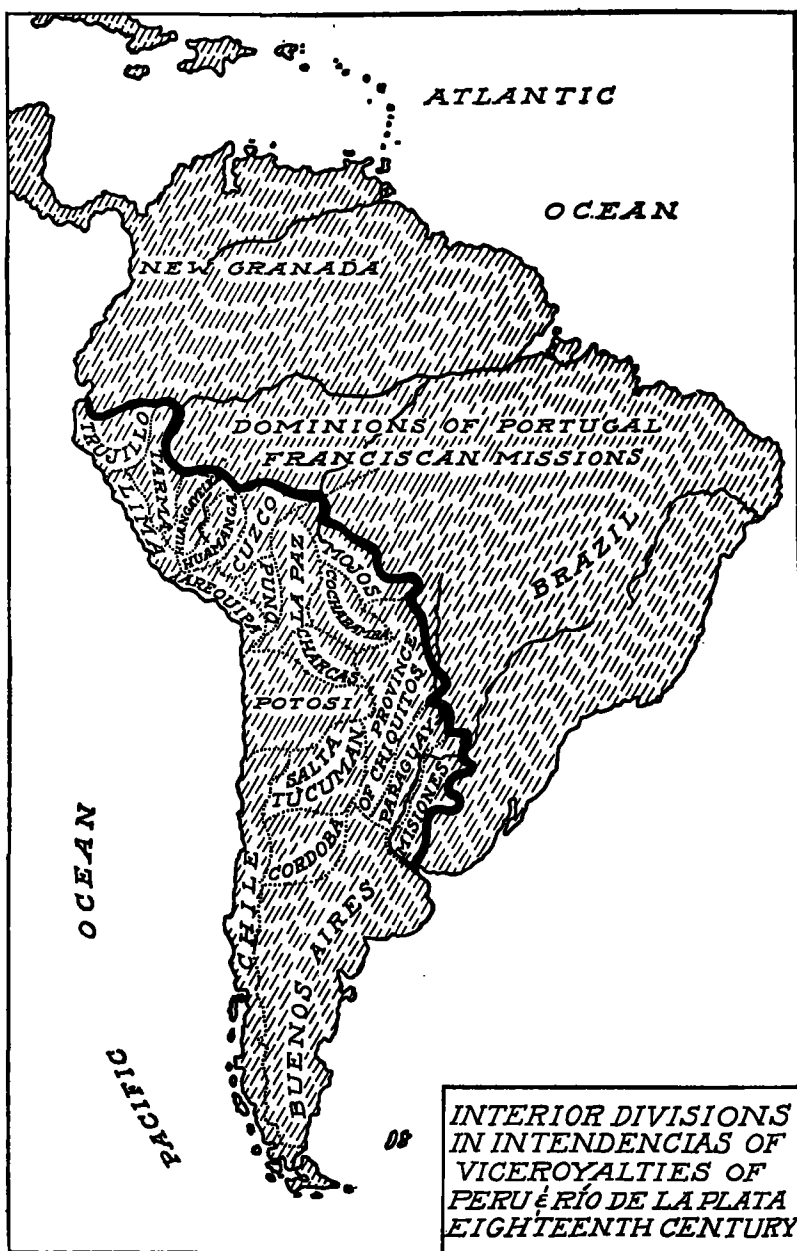 ATLANTIC
OCEAN
NEW GRANADA
DOMINIONS OF PORTUGAL
FRANCISCAN MISSIONS
BRAZIL
TRUJILLO
TARMA
LIMA
HUAMANGA
CUZCO
AREQUIPA
PUNO
LA PAZ
MOJOS
COCHABAMBA
CHARCAS
POTOSI
PROVINCE
OF CHIQUITOS
SALTA
TUCUMAN
PARAGUAY
MISIONES
CORDOBA
CHILE
BUENOS AIRES
OCEAN
PACIFIC
INTERIOR DIVISIONS
IN INTENDENCIAS OF
VICEROYALTIES OF
PERU & RÍO DE LA PLATA
EIGHTEENTH CENTURY